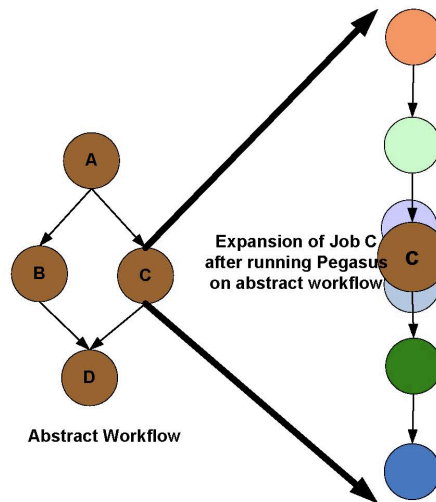 A
B
C
Expansion of Job C
after running Pegasus
on abstract workflow
C
D
Abstract Workflow